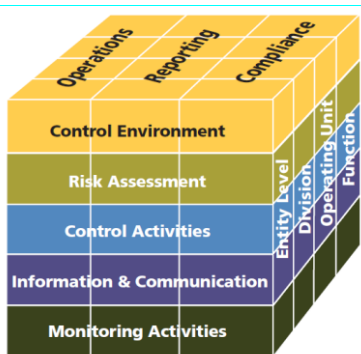 Operations
Reporting
Compliance
Control Environment
Risk Assessment
Control Activities
Information & Communication
Monitoring Activities
Entity Level
Division
Operating Unit
Function